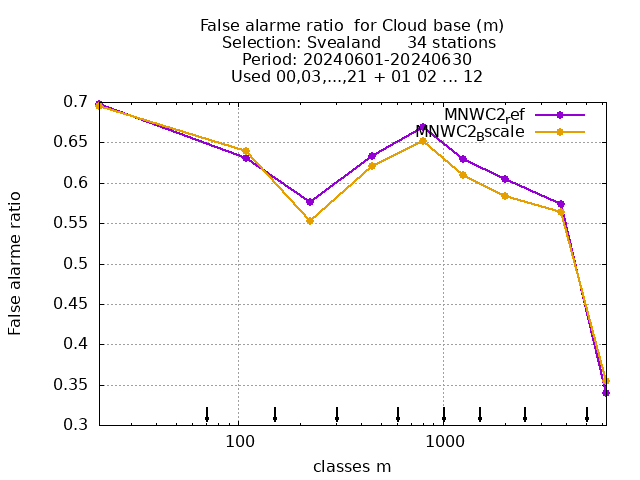 False alarme ratio  for Cloud base (m)
Selection: Svealand     34 stations
Period: 20240601-20240630
Used 00,03,...,21 + 01 02 ... 12
MNWC2ref
MNWC2Bscale
False alarme ratio
0.7
0.65
0.6
0.55
0.5
0.45
0.4
0.35
0.3
100
1000
classes m